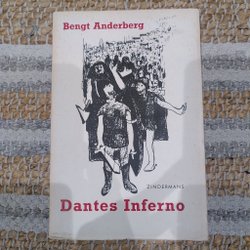 Bengt Anderberg
ZINDERMANS
Dantes Inferno